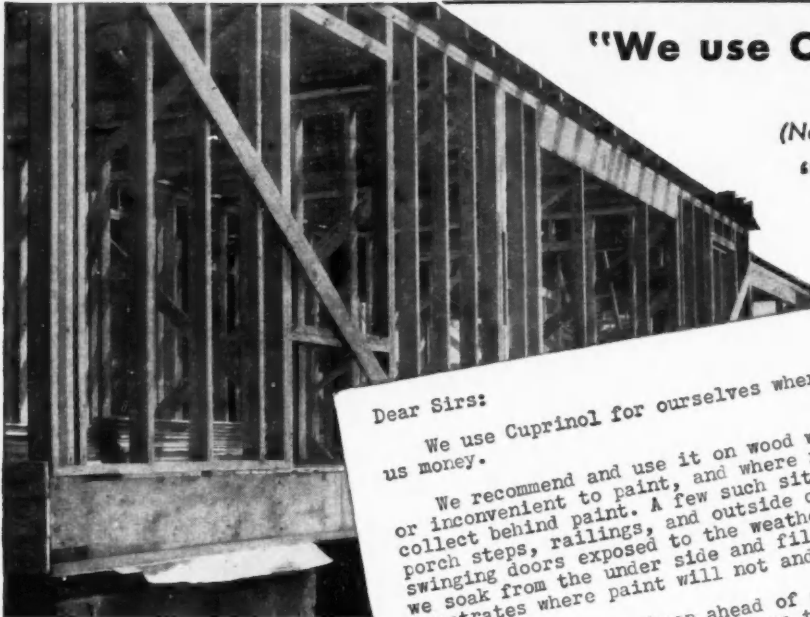 "We use C
(No
"
Dear Sirs:
We use Cuprinol for ourselves wher
us money.
We recommend and use it on wood w
or inconvenient to paint, and where
collect behind paint. A few such sit
porch steps, railings, and outside
swinging doors exposed to the weathe
we soak from the under side and fil
trates where paint will not and
ahead of